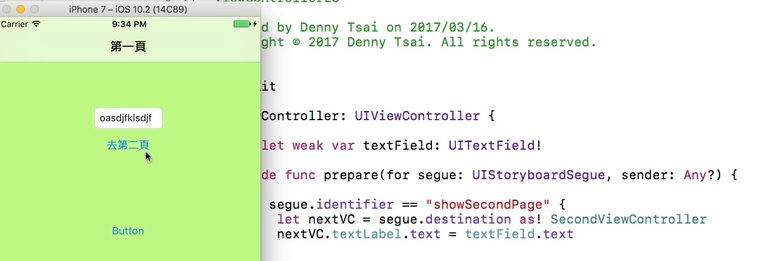 iPhone 7 – iOS 10.2 (14C89)
Carrier 9:34 PM
第一頁
oasdjfklsdjf
去第二頁
Button
d by Denny Tsai on 2017/03/16.
ght © 2017 Denny Tsai. All rights reserved.
it
Controller: UIViewController {
let weak var textField: UITextField!
de func prepare(for segue: UIStoryboardSegue, sender: Any?) {
segue.identifier == "showSecondPage" {
let nextVC = segue.destination as! SecondViewController
nextVC.textLabel.text = textField.text